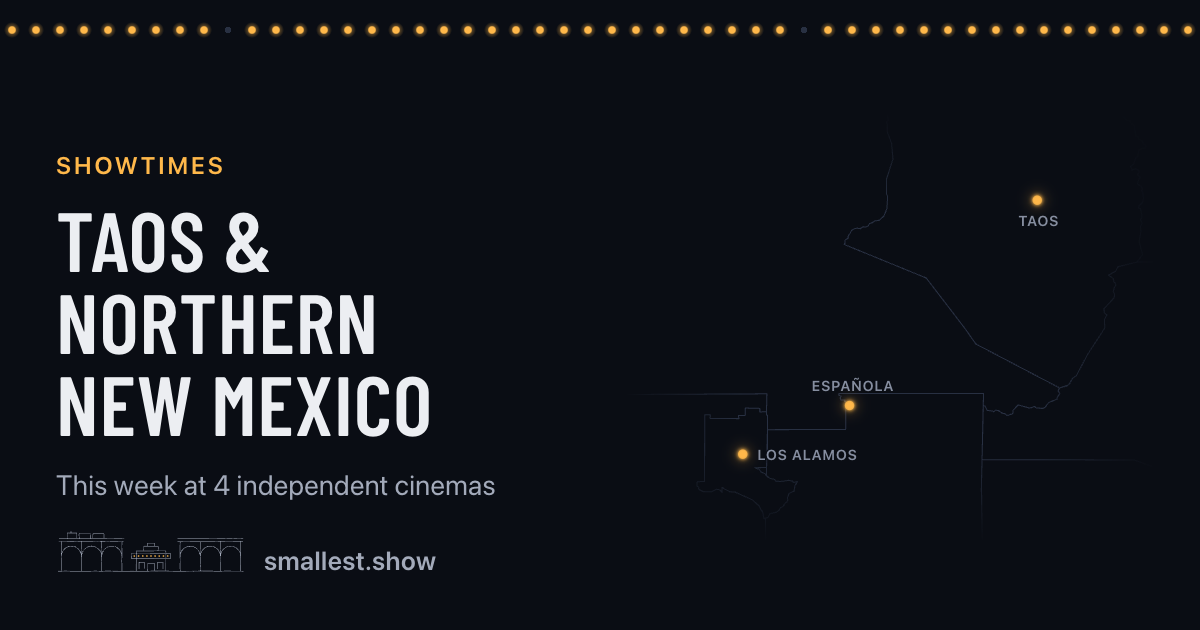 SHOWTIMES
TAOS &
NORTHERN
NEW MEXICO
This week at 4 independent cinemas
smallest.show
TAOS
ESPAÑOLA
LOS ALAMOS